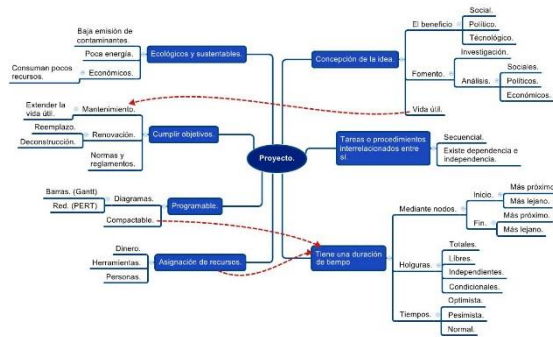 Proyecto.
Ecológicos y sustentables.
Baja emisión de
contaminantes
Poca energía.
Económicos.
Consuman pocos
recursos.
Cumplir objetivos.
Mantenimiento.
Extender la
vida útil.
Renovación.
Reemplazo.
Deconstrucción.
Normas y
reglamentos.
Programable.
Diagramas.
Barras. (Gantt)
Red. (PERT)
Compactable.
Asignación de recursos.
Dinero.
Herramientas.
Personas.
Concepción de la idea.
El beneficio
Social.
Político.
Técnológico.
Fomento.
Investigación.
Análisis.
Sociales.
Políticos.
Económicos.
Vida útil.
Tareas o procedimientos
interrelacionados entre
sí.
Secuencial.
Existe dependencia e
independencia.
Tiene una duración
de tiempo
Mediante nodos.
Inicio.
Más próximo.
Más lejano.
Fin.
Más próximo.
Más lejano.
Holguras.
Totales.
Libres.
Independientes.
Condicionales.
Tiempos.
Optimista.
Pesimista.
Normal.